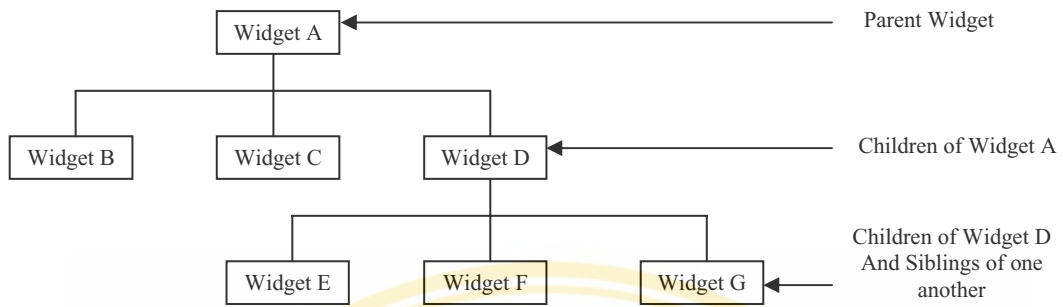 Widget A
Parent Widget
Widget B
Widget C
Widget D
Children of Widget A
Widget E
Widget F
Widget G
Children of Widget D
And Siblings of one
another